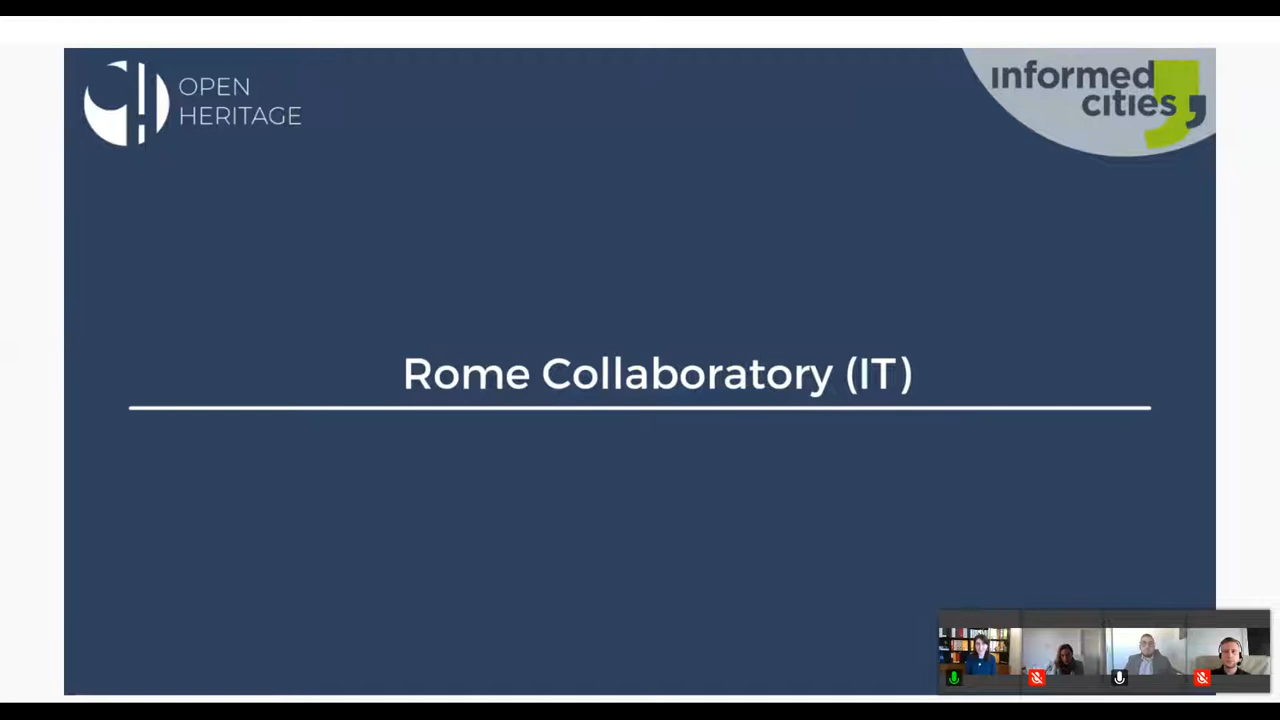 OPEN
HERITAGE
informed
cities
Rome Collaboratory (IT)